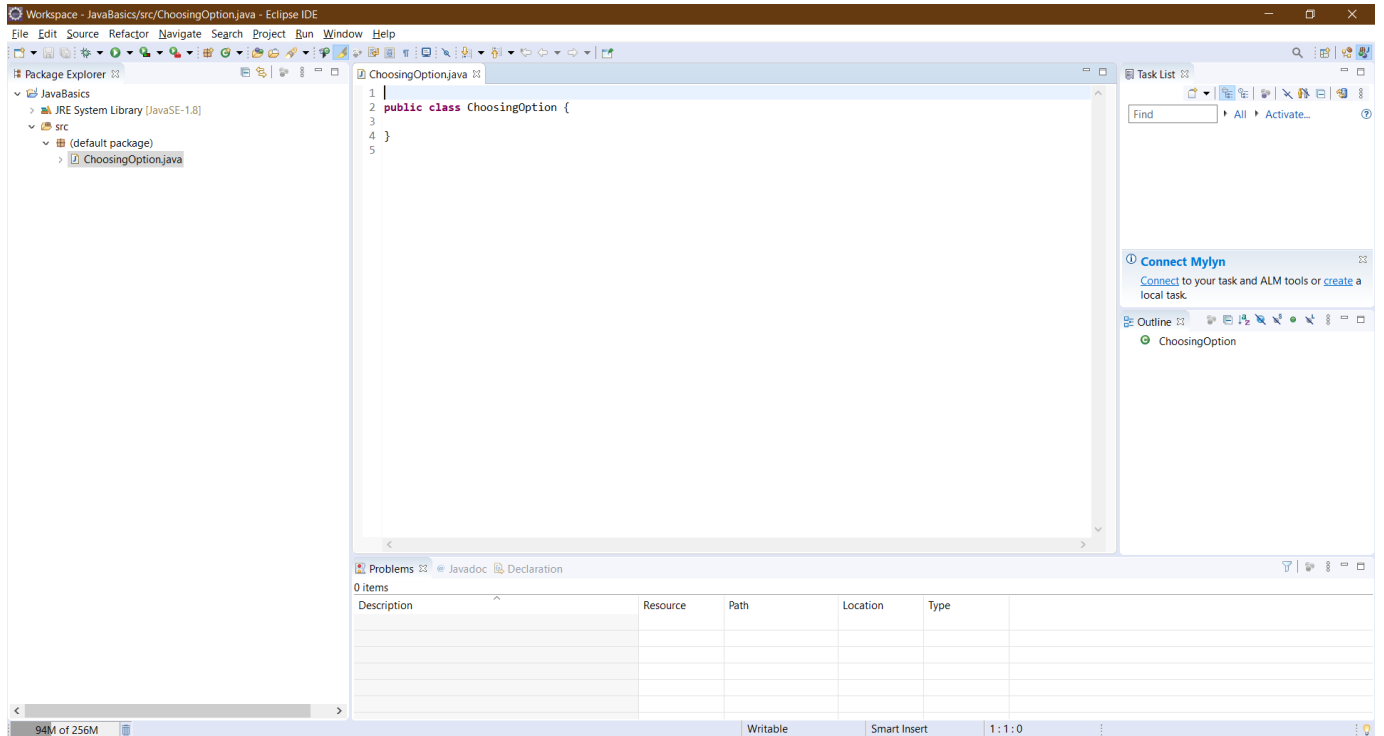 Workspace - JavaBasics/src/ChoosingOption.java - Eclipse IDE
File Edit Source Refactor Navigate Search Project Run Window Help
Package Explorer
JavaBasics
JRE System Library [JavaSE-1.8]
src
(default package)
ChoosingOption.java
ChoosingOption.java
1
2 public class ChoosingOption {
3
4 }
5
Task List
Find All Activate...
Connect Mylyn
Connect to your task and ALM tools or create a
local task.
Outline
ChoosingOption
Problems Javadoc Declaration
0 items
Description Resource Path Location Type
94M of 256M Writable Smart Insert 1 : 1 : 0